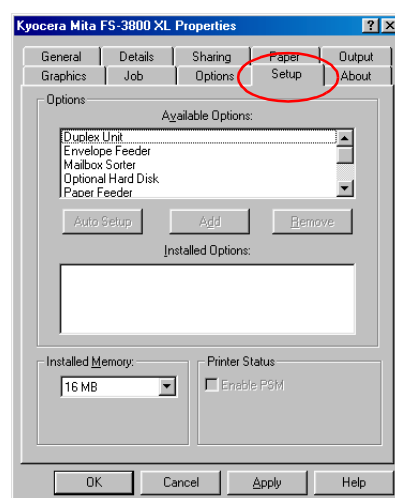 Kyocera Mita FS-3800 XL Properties
General Details Sharing Paper Output
Graphics Job Options Setup About
Options
Available Options:
Duplex Unit
Envelope Feeder
Mailbox Sorter
Optional Hard Disk
Paper Feeder
Auto Setup Add Remove
Installed Options:
Installed Memory: Printer Status
16 MB Enable PSM
OK Cancel Apply Help